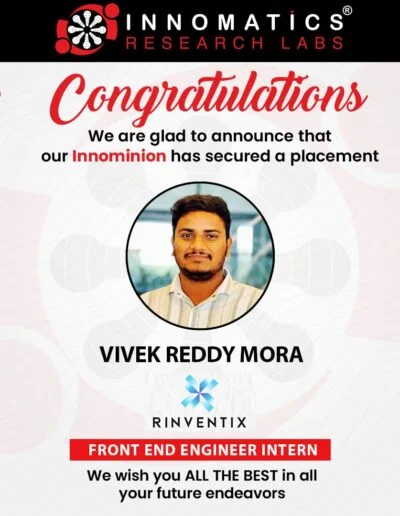 INNOMATICS®
RESEARCH LABS
Congratulations
We are glad to announce that
our Innominion has secured a placement
VIVEK REDDY MORA
RINVENTIX
FRONT END ENGINEER INTERN
We wish you ALL THE BEST in all
your future endeavors